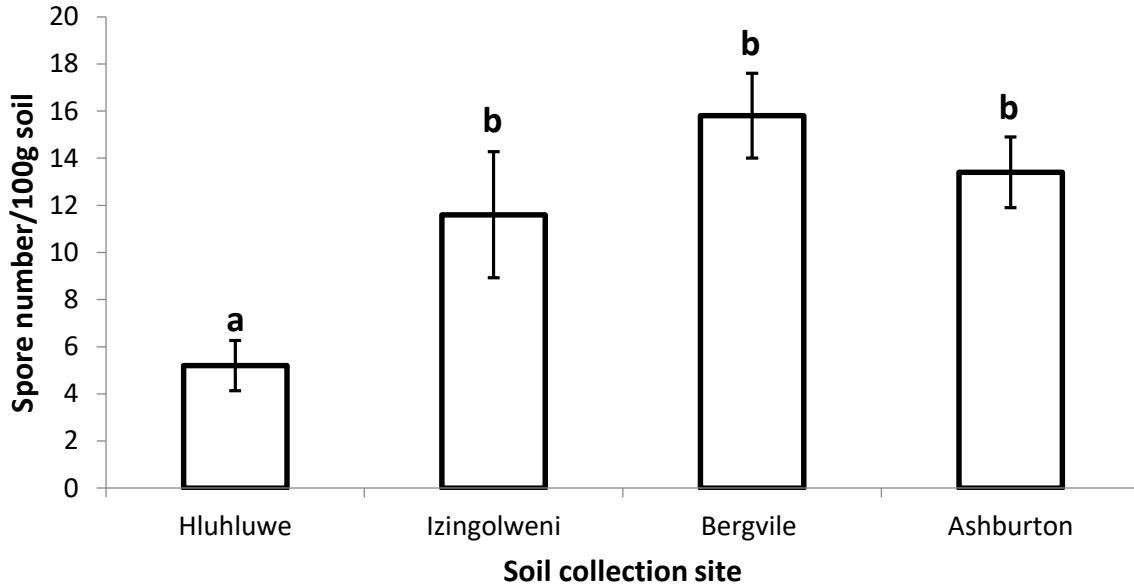 Spore number/100g soil
20
18
16
14
12
10
8
6
4
2
0
a
b
b
b
Hluhluwe
Izingolweni
Bergvile
Ashburton
Soil collection site